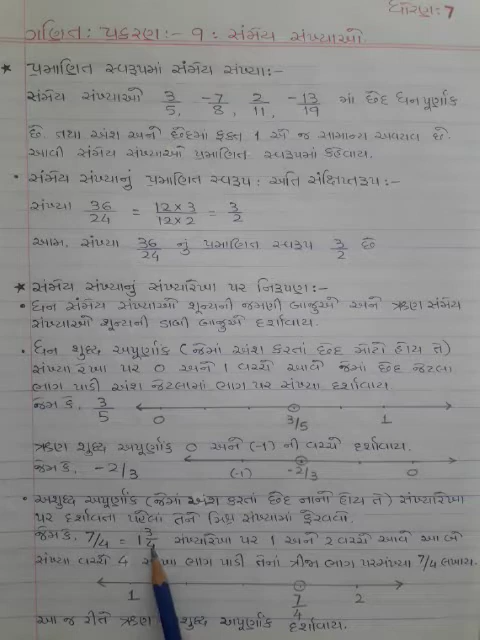 ધોરણ: 7
ગણિત: પ્રકરણ:- 9: સંમેય સંખ્યાઓ.
★ પ્રમાણિત સ્વરૂપમાં સંમેય સંખ્યા:-
સંમેય સંખ્યાઓ 3/5, -7/8, 2/11, -13/19 માં છેદ ધનપૂર્ણાંક
છે. તથા અંશ અને છેદમાં ફક્ત 1 એ જ સામાન્ય અવયવ છે.
આવી સંમેય સંખ્યાઓ પ્રમાણિત સ્વરૂપમાં કહેવાય.
• સંમેય સંખ્યાનું પ્રમાણિત સ્વરૂપ: અતિ સંક્ષિપ્તરૂપ:-
સંખ્યા 36/24 = 12×3/12×2 = 3/2
આમ, સંખ્યા 36/24 નું પ્રમાણિત સ્વરૂપ 3/2 છે
★ સંમેય સંખ્યાનું સંખ્યારેખા પર નિરૂપણ:-
• ધન સંમેય સંખ્યાઓ શૂન્યની જમણી બાજુએ અને ઋણ સંમેય
સંખ્યાઓ શૂન્યની ડાબી બાજુએ દર્શાવાય.
• ધન શુદ્ધ અપૂર્ણાંક (જેમાં અંશ કરતાં છેદ મોટો હોય તે)
સંખ્યા રેખા પર 0 અને 1 વચ્ચે આવે જેમાં છેદ જેટલા
ભાગ પાડી અંશ જેટલામાં ભાગ પર સંખ્યા દર્શાવાય.
જેમ કે, 3/5
0 3/5 1
ઋણ શુદ્ધ અપૂર્ણાંક 0 અને (-1) ની વચ્ચે દર્શાવાય.
જેમ કે. -2/3
(-1) -2/3 0
• અશુદ્ધ અપૂર્ણાંક (જેમાં અંશ કરતાં છેદ નાનો હોય તે) સંખ્યારેખા
પર દર્શાવતા પહેલાં તેને મિશ્ર સંખ્યામાં ફેરવવો.
જેમ કે, 7/4 = 1 3/4 સંખ્યારેખા પર 1 અને 2 વચ્ચે આવે આ બે
સંખ્યા વચ્ચે 4 ભાગ પાડી તેનાં ત્રીજા ભાગ પર સંખ્યા 7/4 લખાય.
1 7/4 2
આ જ રીતે ઋણ શુદ્ધ અપૂર્ણાંક દર્શાવાય.